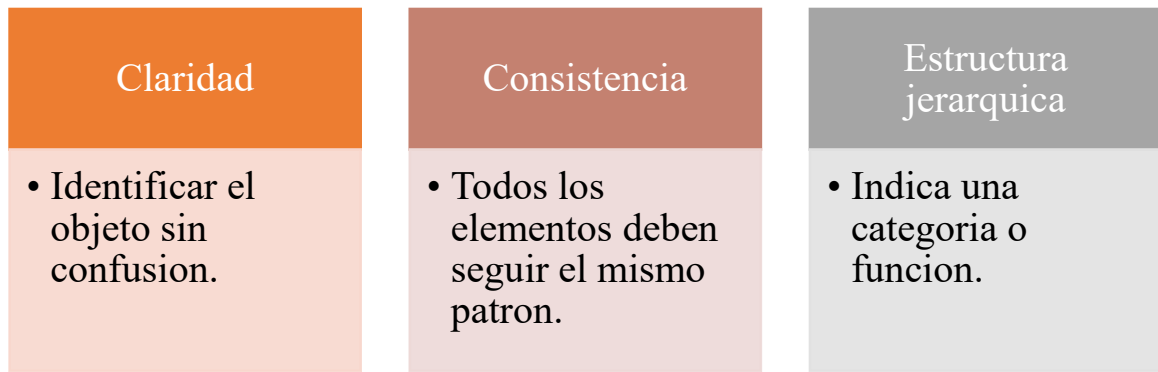 Claridad
• Identificar el
objeto sin
confusion.
Consistencia
• Todos los
elementos deben
seguir el mismo
patron.
Estructura
jerarquica
• Indica una
categoria o
funcion.